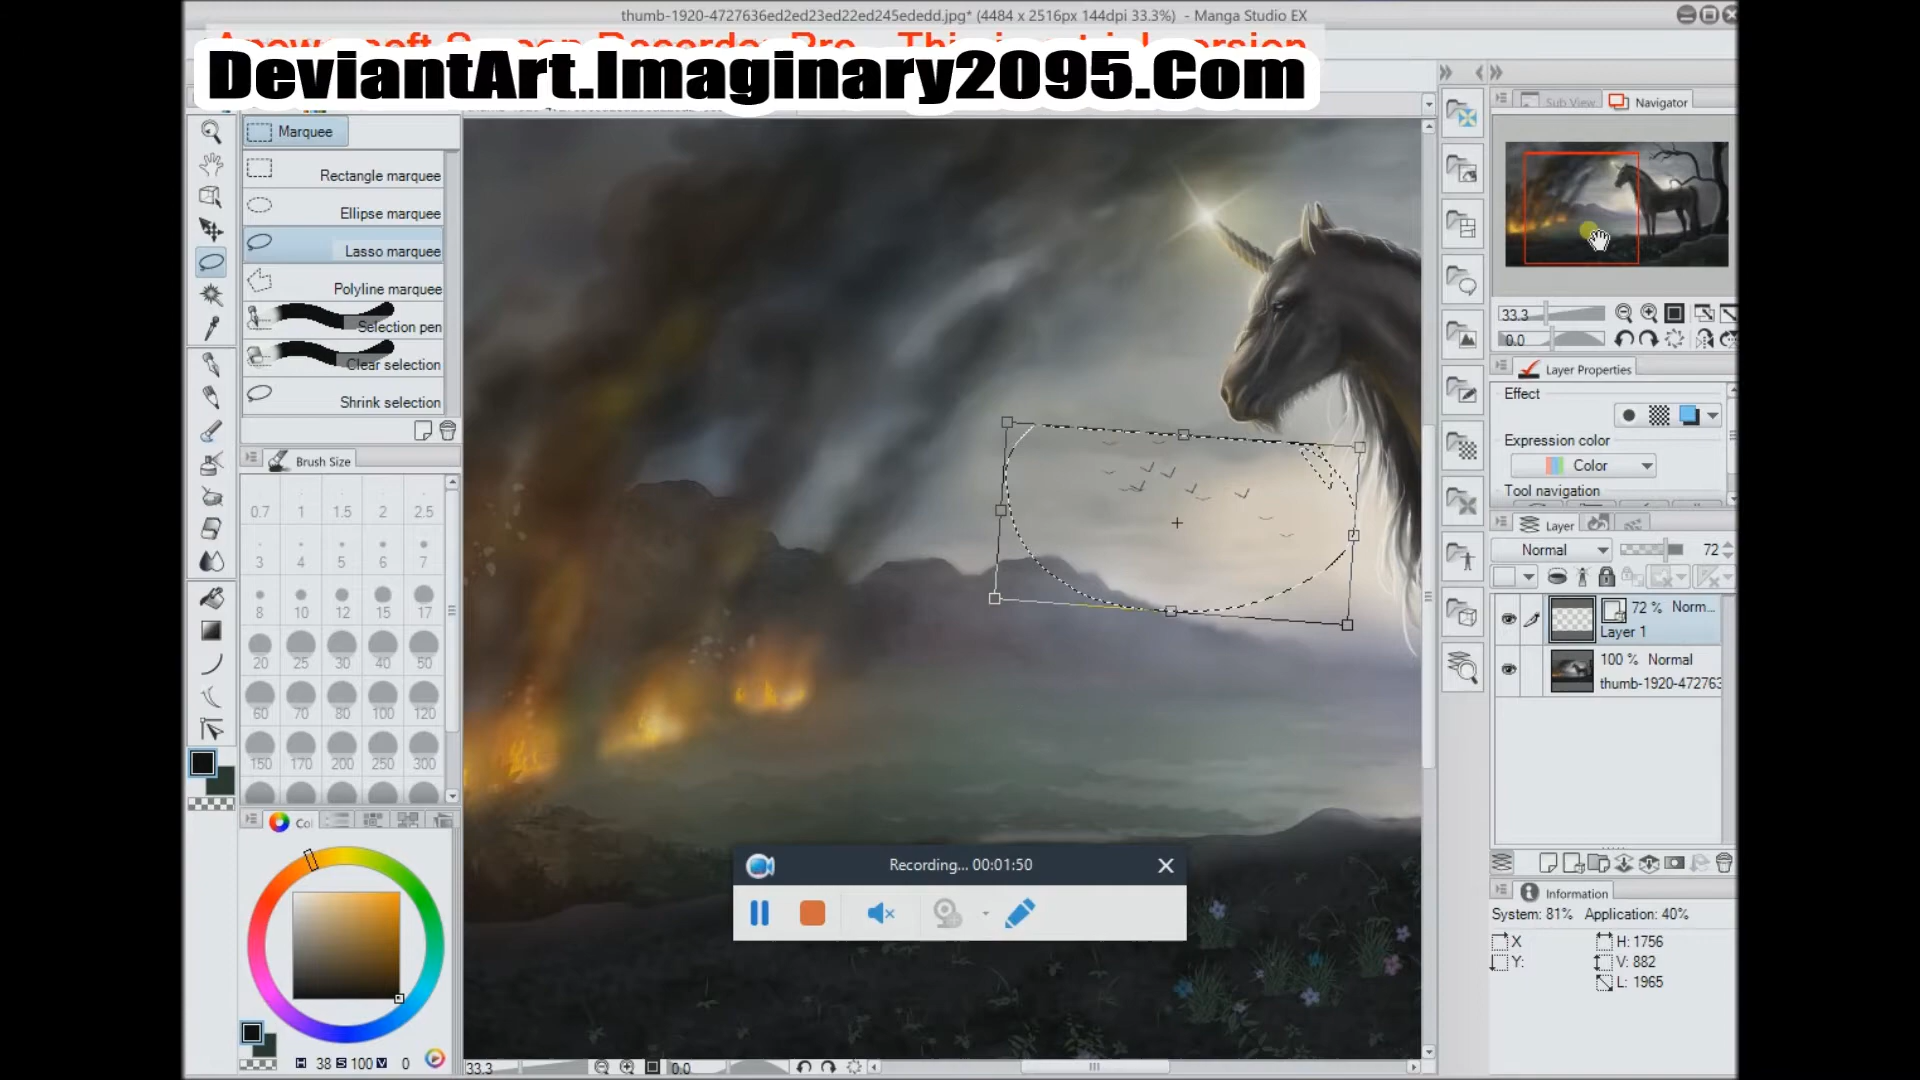 thumb-1920-4727636ed2ed23ed22ed245ededd.jpg* (4484 x 2516px 144dpi 33.3%) - Manga Studio EX
DeviantArt.Imaginary2095.Com
Marquee
Rectangle marquee
Ellipse marquee
Lasso marquee
Polyline marquee
Selection pen
Clear selection
Shrink selection
Brush Size
0.7 1 1.5 2 2.5
3 4 5 6 7
8 10 12 15 17
20 25 30 40 50
60 70 80 100 120
150 170 200 250 300
Co
H 38 S 100 V 0
33.3 0.0
Recording... 00:01:50
Sub View Navigator
33.3
0.0
Layer Properties
Effect
Expression color
Color
Tool navigation
Layer
Normal 72
72 % Norm...
Layer 1
100 % Normal
thumb-1920-472763
Information
System: 81% Application: 40%
X H: 1756
Y: V: 882
L: 1965